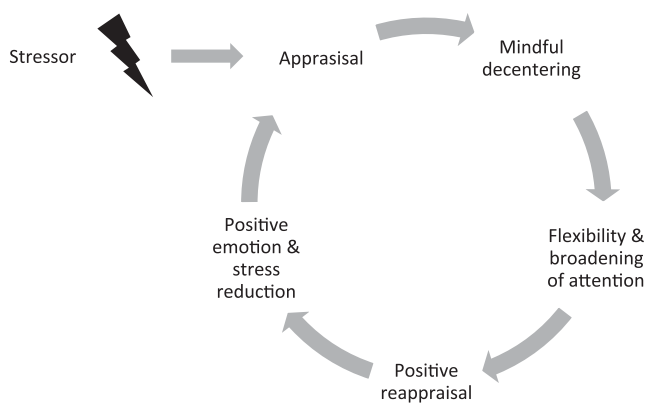 Stressor
Apprasisal
Mindful
decentering
Flexibility &
broadening
of attention
Positive
reappraisal
Positive
emotion &
stress
reduction